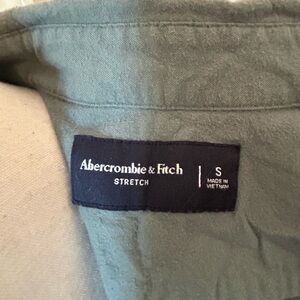 Abercrombie & Fitch
STRETCH
S
MADE IN
VIETNAM